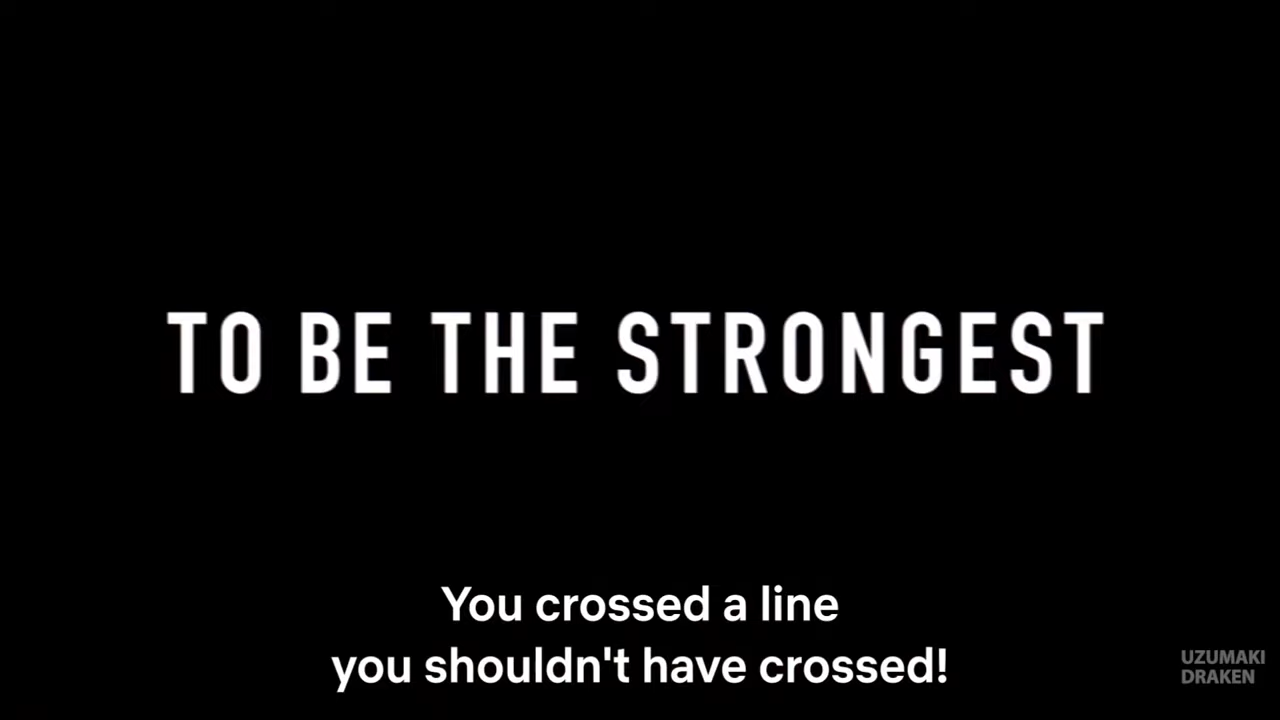 TO BE THE STRONGEST
You crossed a line
you shouldn't have crossed!
UZUMAKI
DRAKEN